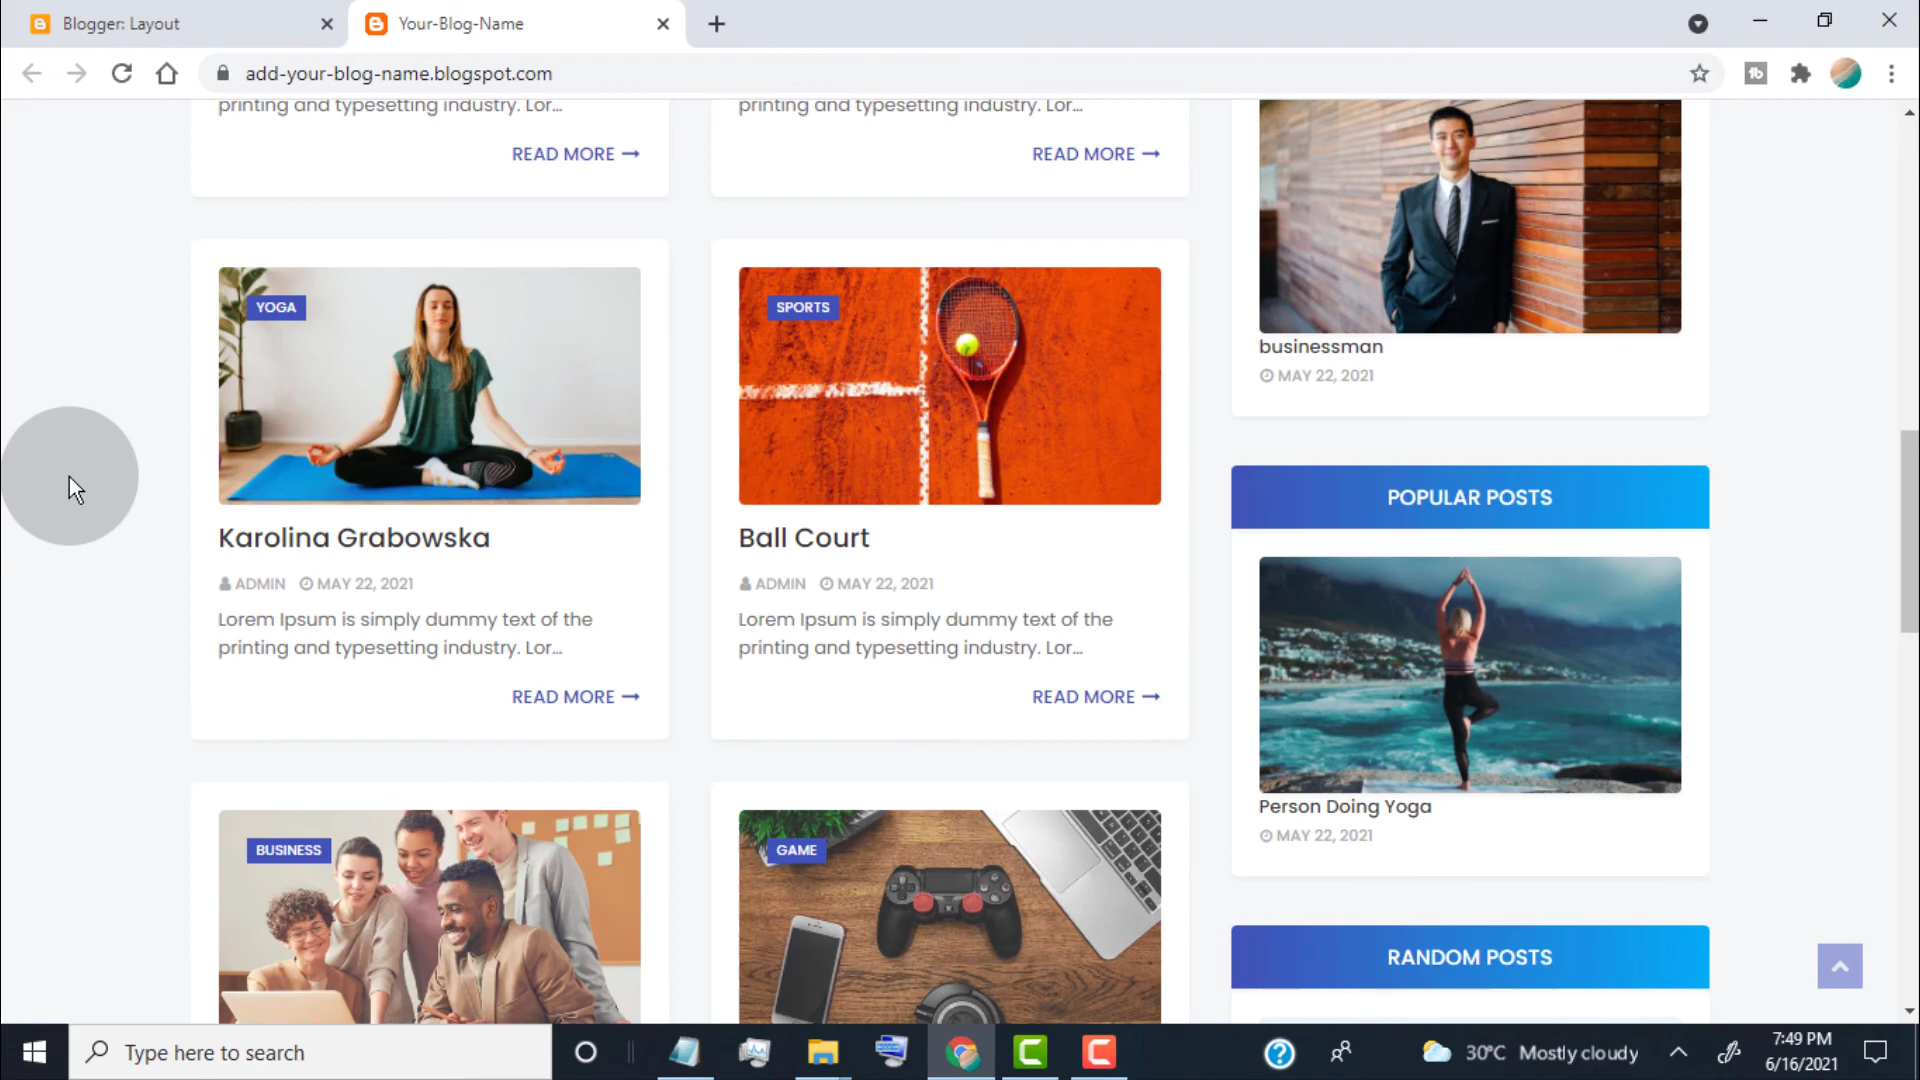 Blogger: Layout
Your-Blog-Name
add-your-blog-name.blogspot.com
printing and typesetting industry. Lor...
READ MORE
printing and typesetting industry. Lor...
READ MORE
YOGA
Karolina Grabowska
ADMIN MAY 22, 2021
Lorem Ipsum is simply dummy text of the
printing and typesetting industry. Lor...
READ MORE
SPORTS
Ball Court
ADMIN MAY 22, 2021
Lorem Ipsum is simply dummy text of the
printing and typesetting industry. Lor...
READ MORE
BUSINESS
GAME
businessman
MAY 22, 2021
POPULAR POSTS
Person Doing Yoga
MAY 22, 2021
RANDOM POSTS
Type here to search
30°C Mostly cloudy
7:49 PM
6/16/2021